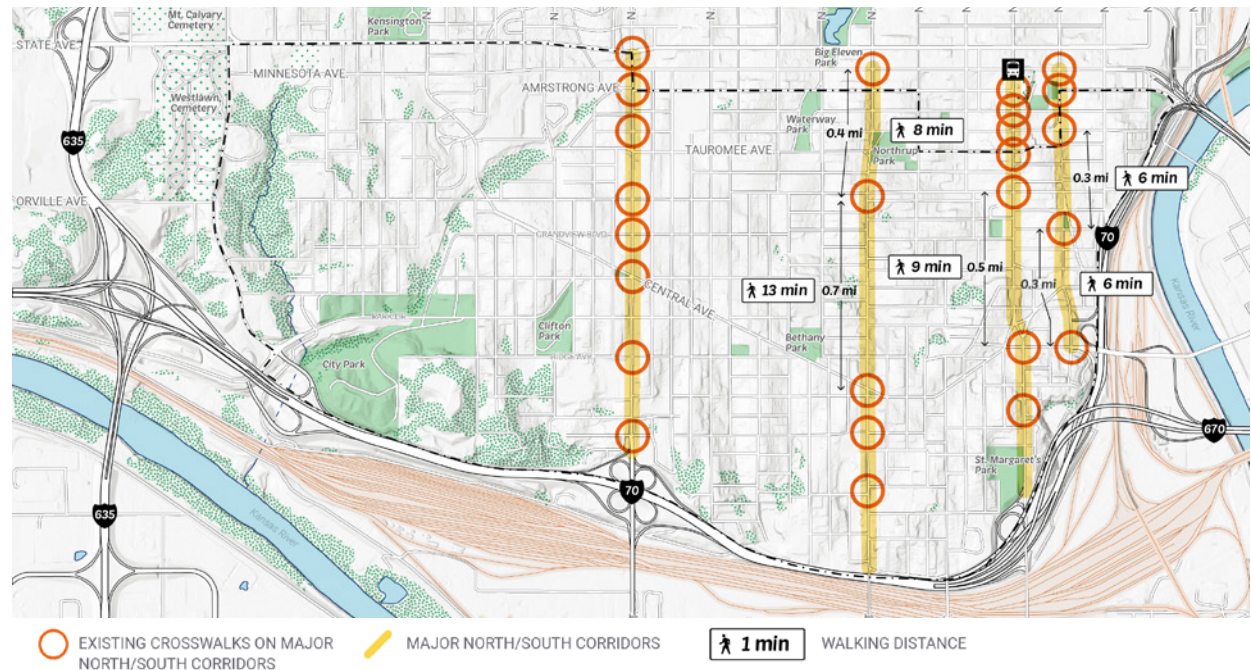 Mt. Calvary
Cemetery
Kensington
Park
N
N
N
N
N
N
N
N
N
N
N
STATE AVE
Big Eleven
Park
MINNESOTA AVE.
AMRSTRONG AVE
Westlawn
Cemetery
Waterway
Park
0.4 mi
8 min
635
TAUROMEE AVE.
Northrup
Park
0.3 mi
6 min
ORVILLE AVE
GRANDVIEW BLVD
70
9 min
0.5 mi
13 min
0.7 mi
0.3 mi
6 min
CENTRAL AVE
Kansas River
Clifton
Park
Bethany
Park
City Park
RIDGE AVE
670
St. Margaret's
Park
70
635
Kansas River
EXISTING CROSSWALKS ON MAJOR
NORTH/SOUTH CORRIDORS
MAJOR NORTH/SOUTH CORRIDORS
1 min
WALKING DISTANCE